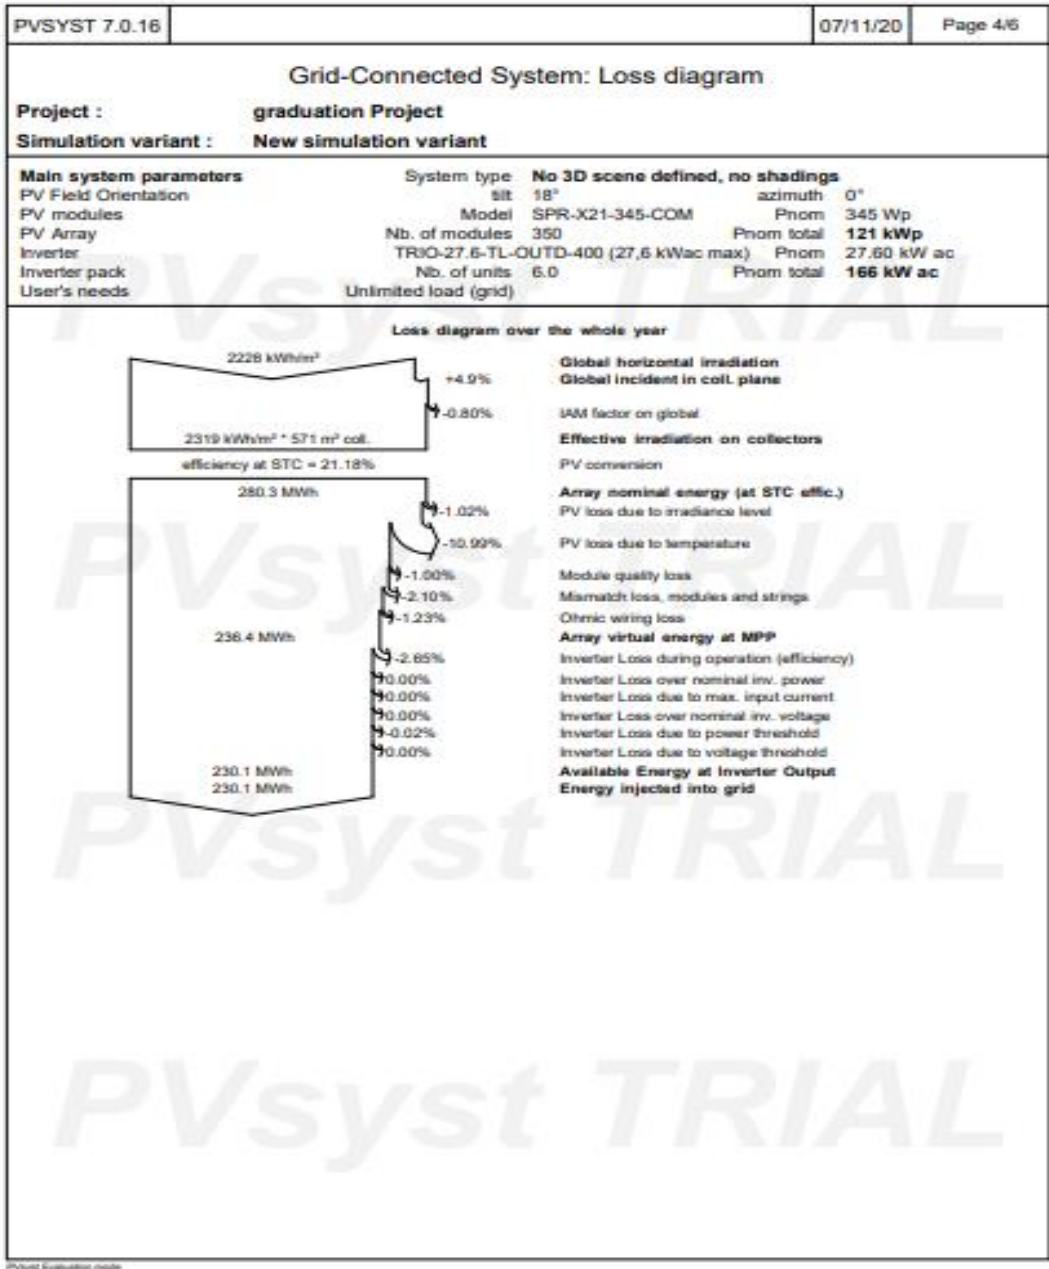 PVSYST 7.0.16 07/11/20 Page 4/6
Grid-Connected System: Loss diagram
Project : graduation Project
Simulation variant : New simulation variant
Main system parameters System type No 3D scene defined, no shadings
PV Field Orientation tilt 18° azimuth 0°
PV modules Model SPR-X21-345-COM Pnom 345 Wp
PV Array Nb. of modules 350 Pnom total 121 kWp
Inverter TRIO-27.6-TL-OUTD-400 (27,6 kWac max) Pnom 27.60 kW ac
Inverter pack Nb. of units 6.0 Pnom total 166 kW ac
User's needs Unlimited load (grid)
Loss diagram over the whole year
2228 kWh/m² Global horizontal irradiation
+4.9% Global incident in coll. plane
-0.80% IAM factor on global
2319 kWh/m² * 571 m² coll. Effective irradiation on collectors
efficiency at STC = 21.18% PV conversion
280.3 MWh Array nominal energy (at STC effic.)
-1.02% PV loss due to irradiance level
-10.99% PV loss due to temperature
-1.00% Module quality loss
-2.10% Mismatch loss, modules and strings
-1.23% Ohmic wiring loss
236.4 MWh Array virtual energy at MPP
-2.65% Inverter Loss during operation (efficiency)
0.00% Inverter Loss over nominal inv. power
0.00% Inverter Loss due to max. input current
0.00% Inverter Loss over nominal inv. voltage
-0.02% Inverter Loss due to power threshold
0.00% Inverter Loss due to voltage threshold
230.1 MWh Available Energy at Inverter Output
230.1 MWh Energy injected into grid
PVsyst TRIAL
PVsyst TRIAL
PVsyst TRIAL
PVsyst TRIAL
PVsyst Evaluation mode